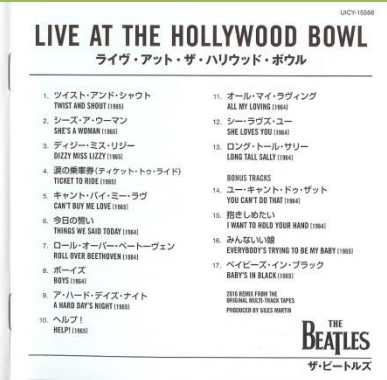 UICY-15566
LIVE AT THE HOLLYWOOD BOWL
ライヴ・アット・ザ・ハリウッド・ボウル
1. ツイスト・アンド・シャウト
TWIST AND SHOUT [1965]
2. シーズ・ア・ウーマン
SHE'S A WOMAN [1965]
3. ディジー・ミス・リジー
DIZZY MISS LIZZY [1965]
4. 涙の乗車券(ティケット・トゥ・ライド)
TICKET TO RIDE [1965]
5. キャント・バイ・ミー・ラヴ
CAN'T BUY ME LOVE [1965]
6. 今日の誓い
THINGS WE SAID TODAY [1964]
7. ロール・オーバー・ベートーヴェン
ROLL OVER BEETHOVEN [1964]
8. ボーイズ
BOYS [1964]
9. ア・ハード・デイズ・ナイト
A HARD DAY'S NIGHT [1965]
10. ヘルプ!
HELP! [1965]
11. オール・マイ・ラヴィング
ALL MY LOVING [1964]
12. シー・ラヴズ・ユー
SHE LOVES YOU [1964]
13. ロング・トール・サリー
LONG TALL SALLY [1964]
BONUS TRACKS
14. ユー・キャント・ドゥ・ザット
YOU CAN'T DO THAT [1964]
15. 抱きしめたい
I WANT TO HOLD YOUR HAND [1964]
16. みんないい娘
EVERYBODY'S TRYING TO BE MY BABY [1965]
17. ベイビーズ・イン・ブラック
BABY'S IN BLACK [1965]
2016 REMIX FROM THE
ORIGINAL MULTI-TRACK TAPES
PRODUCED BY GILES MARTIN
THE
BEATLES
ザ・ビートルズ